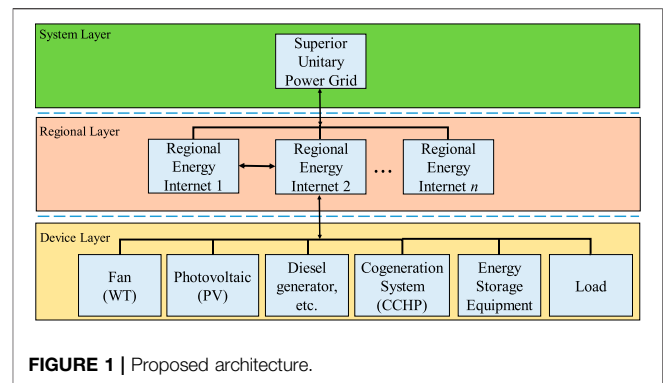 System Layer
Superior
Unitary
Power Grid
Regional Layer
Regional
Energy
Internet 1
Regional
Energy
Internet 2
...
Regional
Energy
Internet n
Device Layer
Fan
(WT)
Photovoltaic
(PV)
Diesel
generator,
etc.
Cogeneration
System
(CCHP)
Energy
Storage
Equipment
Load
FIGURE 1 | Proposed architecture.